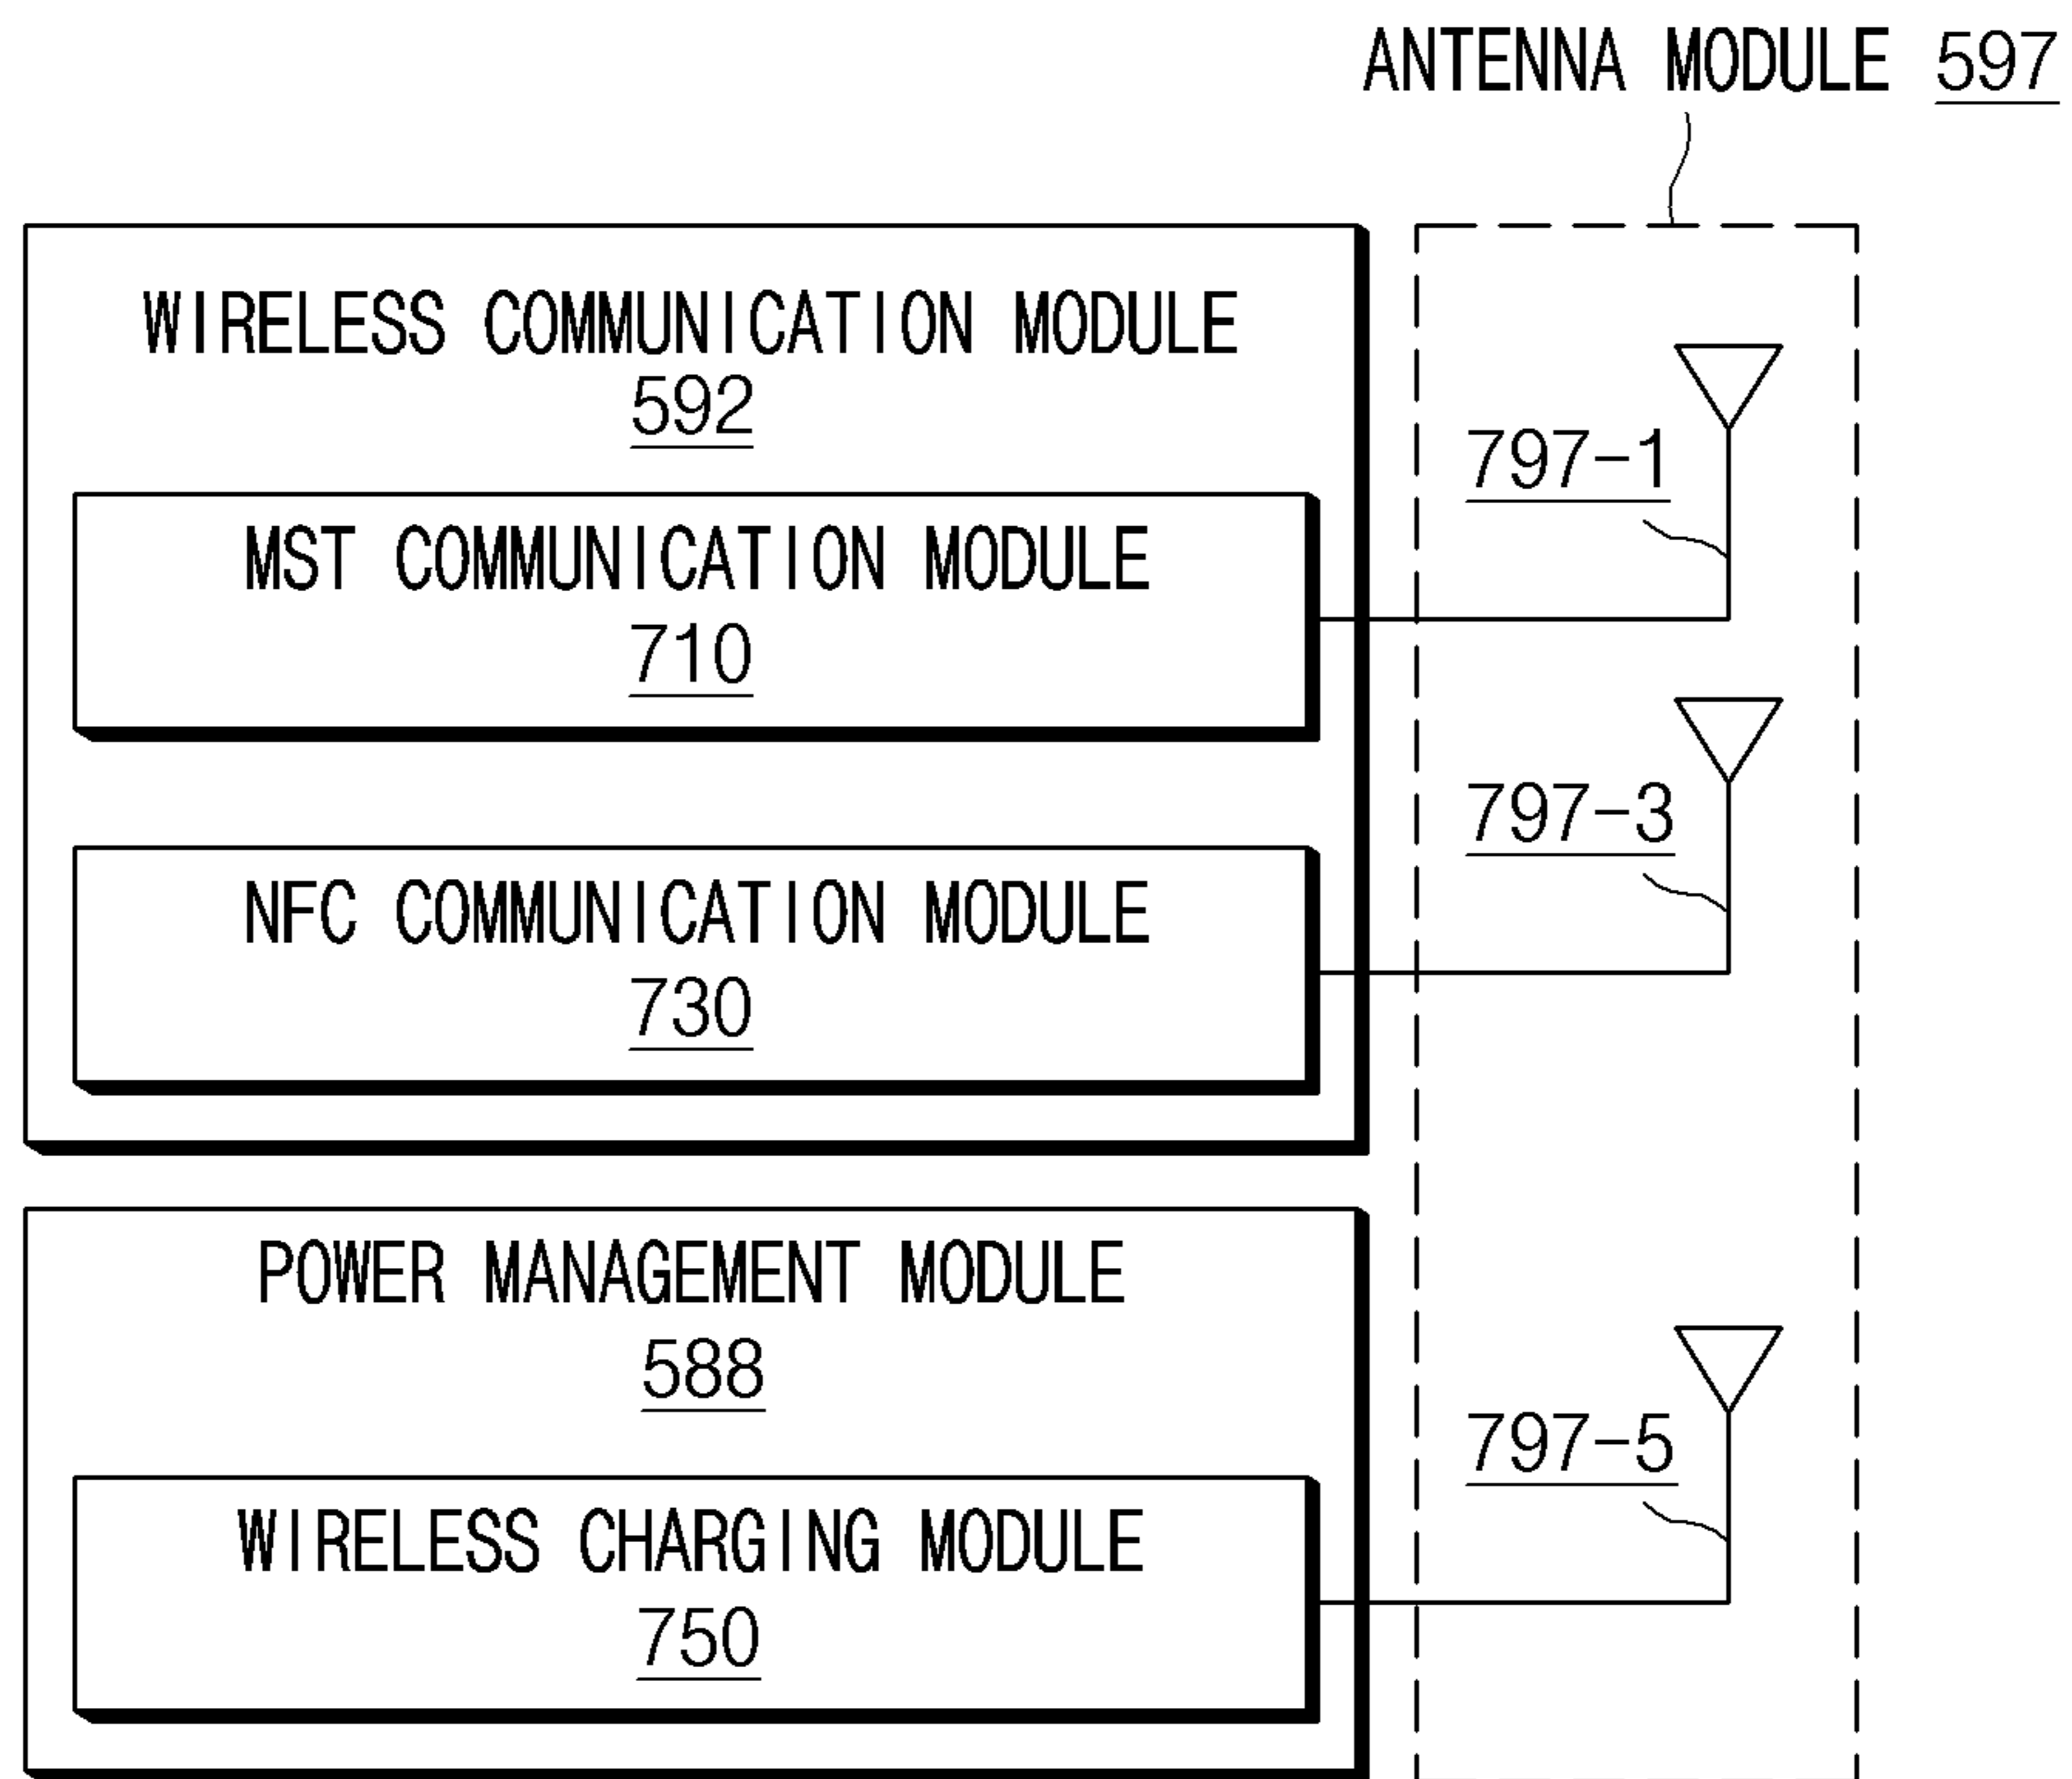 ANTENNA MODULE 597
WIRELESS COMMUNICATION MODULE
592
797-1
MST COMMUNICATION MODULE
710
797-3
NFC COMMUNICATION MODULE
730
POWER MANAGEMENT MODULE
588
797-5
WIRELESS CHARGING MODULE
750